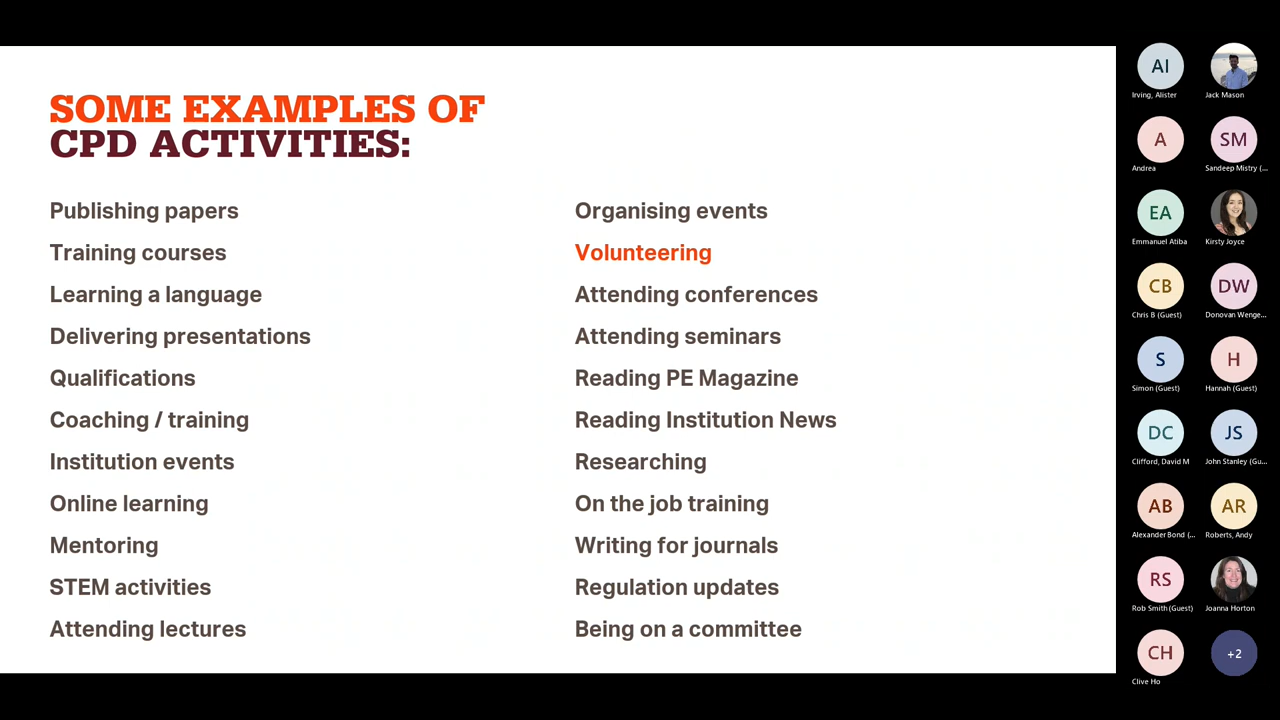 SOME EXAMPLES OF
CPD ACTIVITIES:
Publishing papers
Training courses
Learning a language
Delivering presentations
Qualifications
Coaching / training
Institution events
Online learning
Mentoring
STEM activities
Attending lectures
Organising events
Volunteering
Attending conferences
Attending seminars
Reading PE Magazine
Reading Institution News
Researching
On the job training
Writing for journals
Regulation updates
Being on a committee
AI
Irving, Alister
Jack Mason
A
Andrea
SM
Sandeep Mistry (...
EA
Emmanuel Atiba
Kirsty Joyce
CB
Chris B (Guest)
DW
Donovan Wenge...
S
Simon (Guest)
H
Hannah (Guest)
DC
Clifford, David M
JS
John Stanley (Gu...
AB
Alexander Bond (...
AR
Roberts, Andy
RS
Rob Smith (Guest)
Joanna Horton
CH
Clive Ho
+2